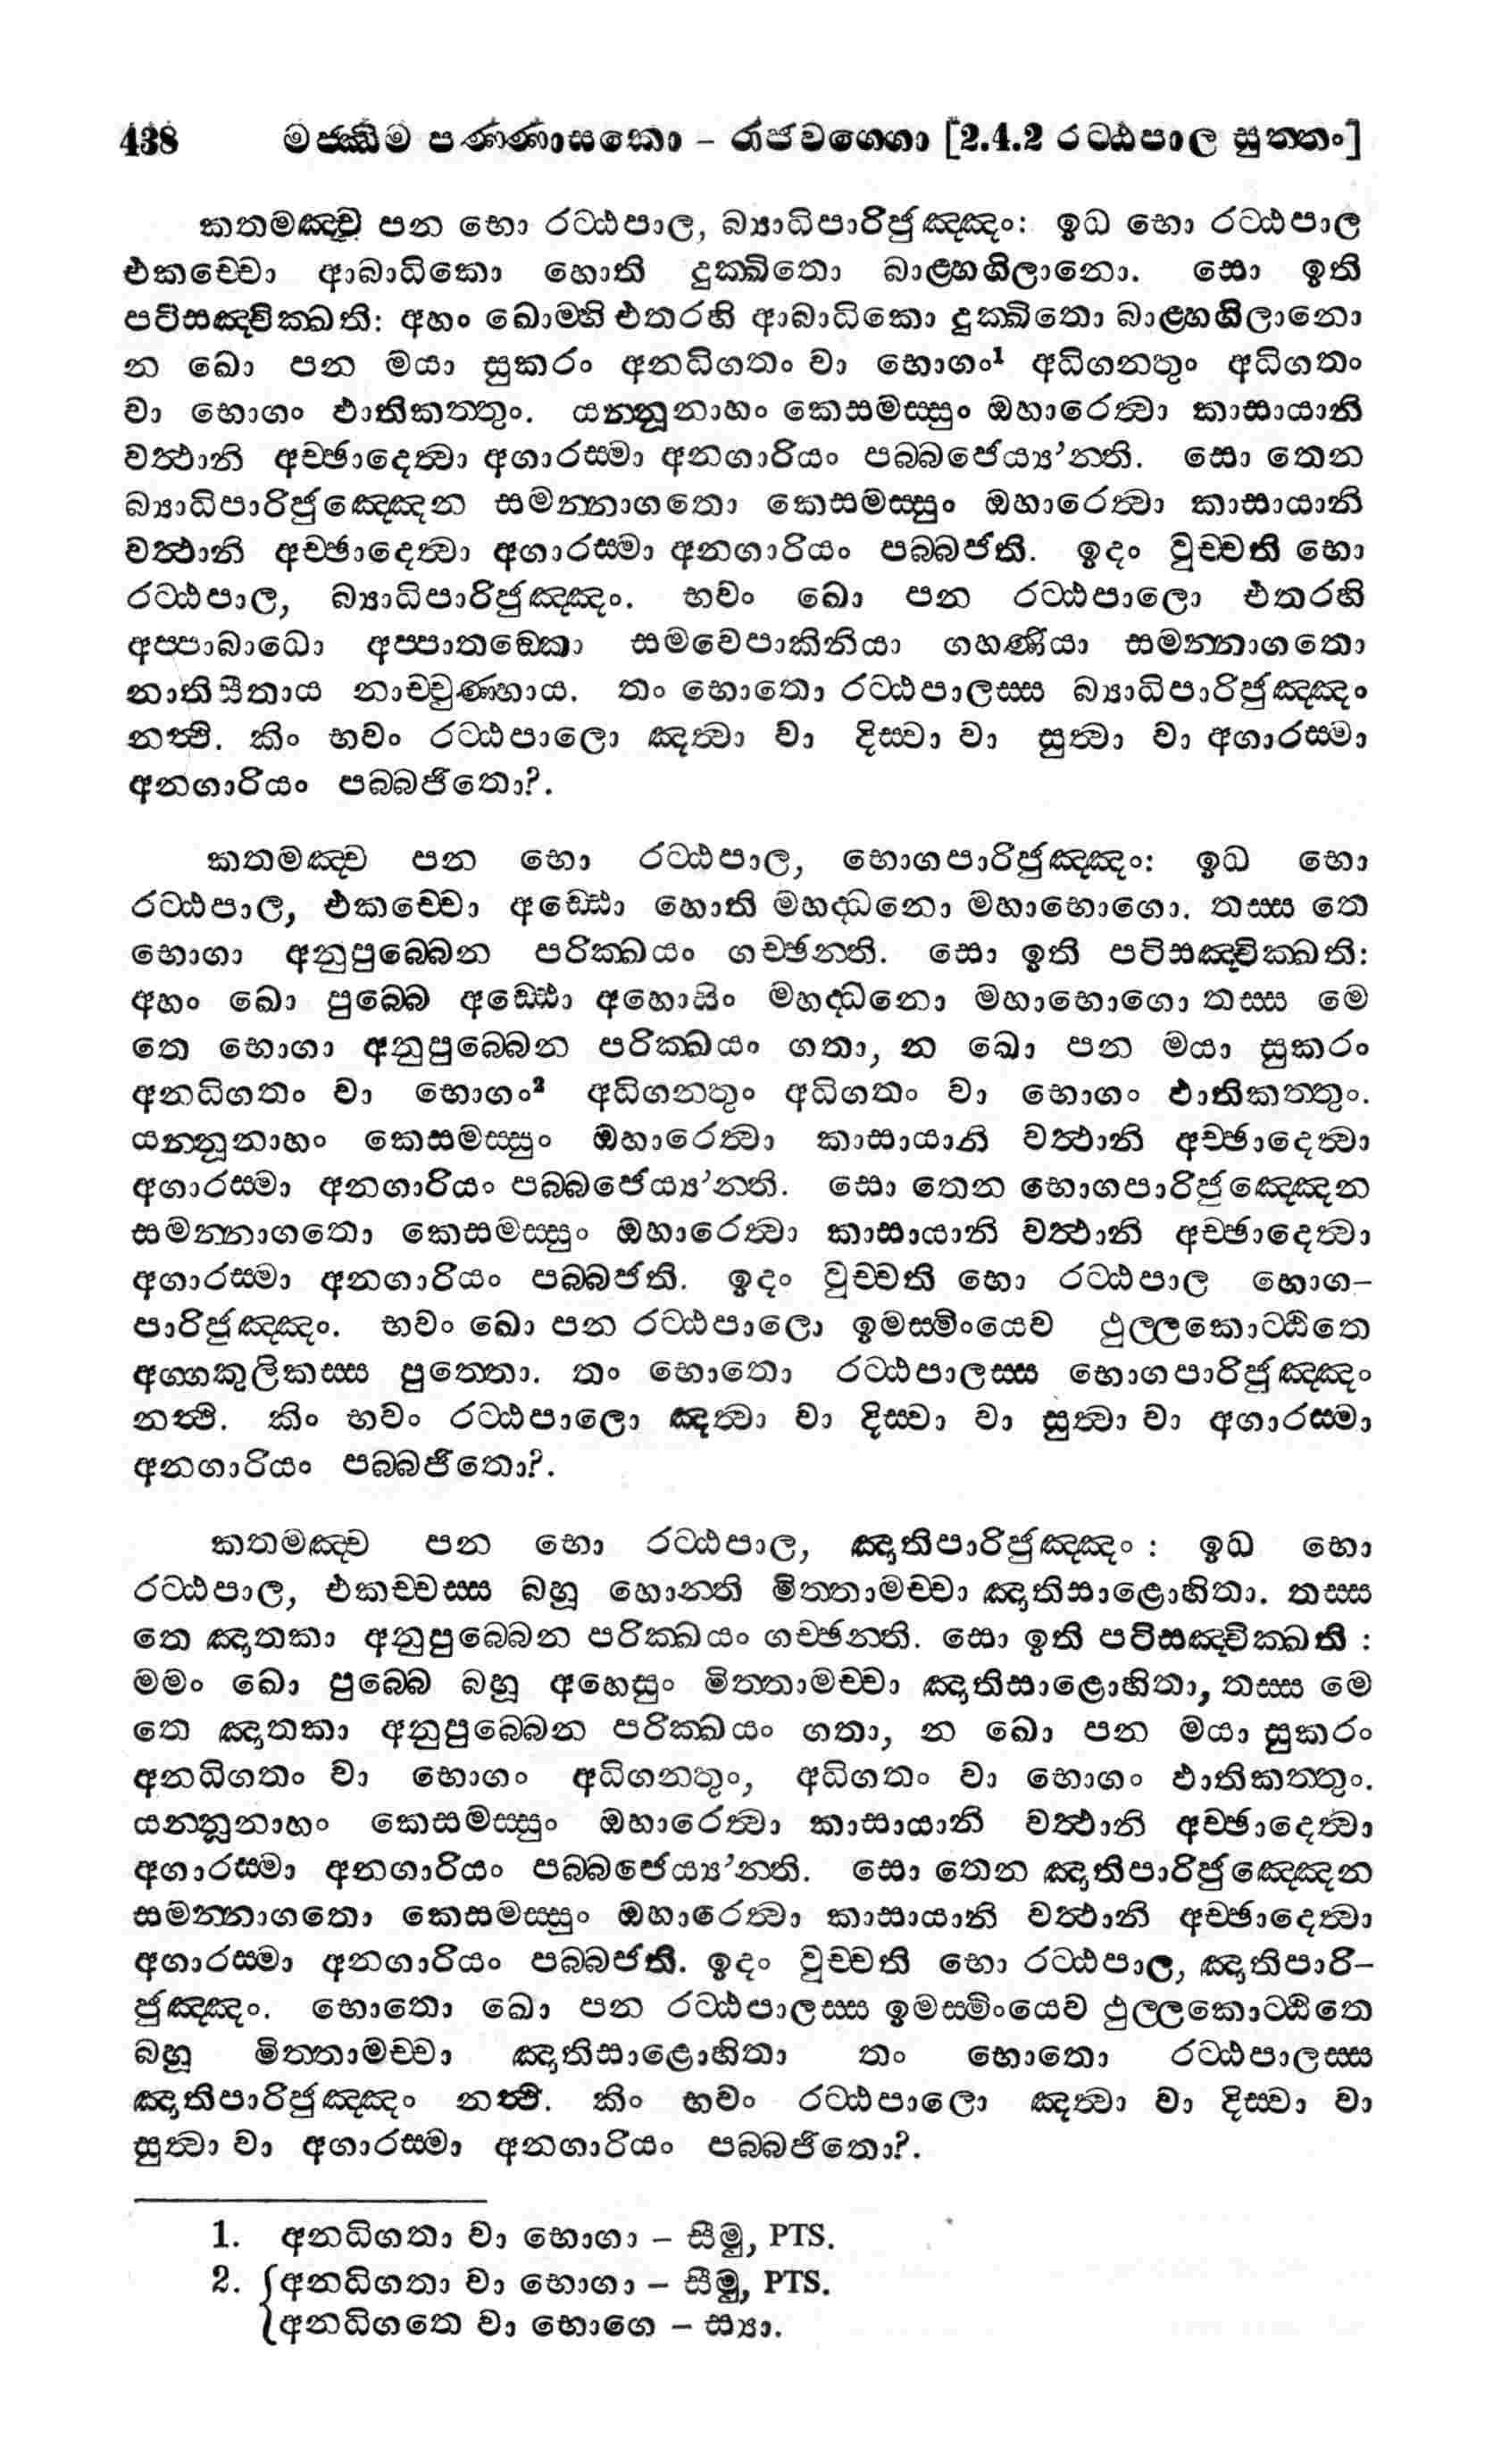 438 මජ්ඣිම පණ්ණාසකො – රාජවග්ගො [2.4.2 රට්ඨපාල සුත්තං]
කතමඤ්ච පන භො රට්ඨපාල, බ්‍යාධිපාරිජුඤ්ඤං: ඉධ භො රට්ඨපාල
එකච්චො ආබාධිකො හොති දුක්ඛිතො බාළ්හගිලානො. සො ඉති
පටිසඤ්චික්ඛති: අහං ඛොම්හි එතරහි ආබාධිකො දුක්ඛිතො බාළ්හගිලානො
න ඛො පන මයා සුකරං අනධිගතං වා භොගං¹ අධිගන්තුං අධිගතං
වා භොගං ඵාතිකත්තුං. යන්නූනාහං කෙසමස්සුං ඔහාරෙත්වා කාසායානි
වත්ථානි අච්ඡාදෙත්වා අගාරස්මා අනගාරියං පබ්බජෙය්‍ය’න්ති. සො තෙන
බ්‍යාධිපාරිජුඤ්ඤෙන සමන්නාගතො කෙසමස්සුං ඔහාරෙත්වා කාසායානි
වත්ථානි අච්ඡාදෙත්වා අගාරස්මා අනගාරියං පබ්බජති. ඉදං වුච්චති භො
රට්ඨපාල, බ්‍යාධිපාරිජුඤ්ඤං. භවං ඛො පන රට්ඨපාලො එතරහි
අප්පාබාධො අප්පාතඞ්කො සමවෙපාකිනියා ගහණියා සමන්නාගතො
නාතිසීතාය නාච්චුණ්හාය. තං භොතො රට්ඨපාලස්ස බ්‍යාධිපාරිජුඤ්ඤං
නත්ථි. කිං භවං රට්ඨපාලො ඤත්වා වා දිස්වා වා සුත්වා වා අගාරස්මා
අනගාරියං පබ්බජිතො?.
කතමඤ්ච පන භො රට්ඨපාල, භොගපාරිජුඤ්ඤං: ඉධ භො
රට්ඨපාල, එකච්චො අඩ්ඪො හොති මහද්ධනො මහාභොගො. තස්ස තෙ
භොගා අනුපුබ්බෙන පරික්ඛයං ගච්ඡන්ති. සො ඉති පටිසඤ්චික්ඛති:
අහං ඛො පුබ්බෙ අඩ්ඪො අහොසිං මහද්ධනො මහාභොගො තස්ස මෙ
තෙ භොගා අනුපුබ්බෙන පරික්ඛයං ගතා, න ඛො පන මයා සුකරං
අනධිගතං වා භොගං² අධිගන්තුං අධිගතං වා භොගං ඵාතිකත්තුං.
යන්නූනාහං කෙසමස්සුං ඔහාරෙත්වා කාසායානි වත්ථානි අච්ඡාදෙත්වා
අගාරස්මා අනගාරියං පබ්බජෙය්‍ය’න්ති. සො තෙන භොගපාරිජුඤ්ඤෙන
සමන්නාගතො කෙසමස්සුං ඔහාරෙත්වා කාසායානි වත්ථානි අච්ඡාදෙත්වා
අගාරස්මා අනගාරියං පබ්බජති. ඉදං වුච්චති භො රට්ඨපාල භොග–
පාරිජුඤ්ඤං. භවං ඛො පන රට්ඨපාලො ඉමස්මිංයෙව ථුල්ලකොට්ඨිතෙ
අග්ගකුලිකස්ස පුත්තො. තං භොතො රට්ඨපාලස්ස භොගපාරිජුඤ්ඤං
නත්ථි. කිං භවං රට්ඨපාලො ඤත්වා වා දිස්වා වා සුත්වා වා අගාරස්මා
අනගාරියං පබ්බජිතො?.
කතමඤ්ච පන භො රට්ඨපාල, ඤාතිපාරිජුඤ්ඤං : ඉධ භො
රට්ඨපාල, එකච්චස්ස බහූ හොන්ති මිත්තාමච්චා ඤාතිසාළොහිතා. තස්ස
තෙ ඤාතකා අනුපුබ්බෙන පරික්ඛයං ගච්ඡන්ති. සො ඉති පටිසඤ්චික්ඛති :
මමං ඛො පුබ්බෙ බහූ අහෙසුං මිත්තාමච්චා ඤාතිසාළොහිතා, තස්ස මෙ
තෙ ඤාතකා අනුපුබ්බෙන පරික්ඛයං ගතා, න ඛො පන මයා සුකරං
අනධිගතං වා භොගං අධිගන්තුං, අධිගතං වා භොගං ඵාතිකත්තුං.
යන්නුනාහං කෙසමස්සුං ඔහාරෙත්වා කාසායානි වත්ථානි අච්ඡාදෙත්වා
අගාරස්මා අනගාරියං පබ්බජෙය්‍ය’න්ති. සො තෙන ඤාතිපාරිජුඤ්ඤෙන
සමන්නාගතො කෙසමස්සුං ඔහාරෙත්වා කාසායානි වත්ථානි අච්ඡාදෙත්වා
අගාරස්මා අනගාරියං පබ්බජති. ඉදං වුච්චති භො රට්ඨපාල, ඤාතිපාරි–
ජුඤ්ඤං. භොතො ඛො පන රට්ඨපාලස්ස ඉමස්මිංයෙව ථුල්ලකොට්ඨිතෙ
බහූ මිත්තාමච්චා ඤාතිසාළොහිතා තං භොතො රට්ඨපාලස්ස
ඤාතිපාරිජුඤ්ඤං නත්ථි. කිං භවං රට්ඨපාලො ඤත්වා වා දිස්වා වා
සුත්වා වා අගාරස්මා අනගාරියං පබ්බජිතො?.
1. අනධිගතා වා භොගා – සීමු, PTS.
2. {අනධිගතා වා භොගා – සීමු, PTS.
අනධිගතෙ වා භොගෙ – ස්‍යා.